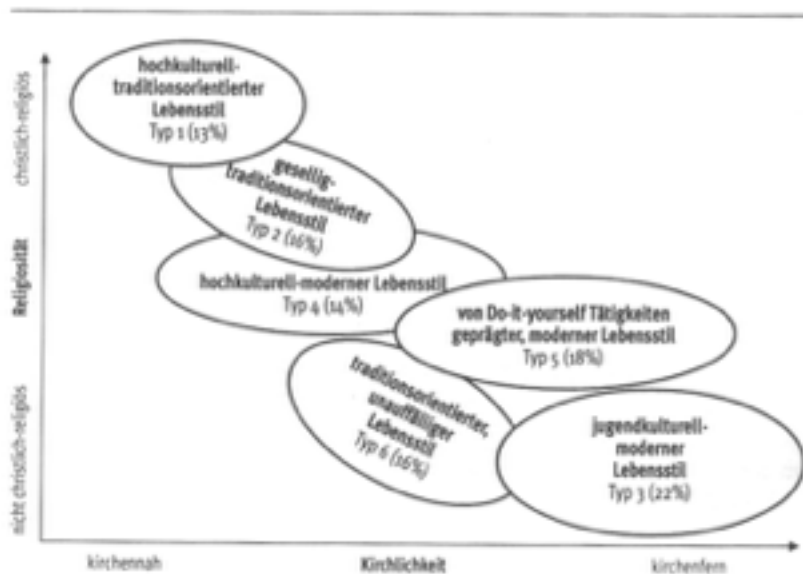 hochkulturell-
traditionsorientierter
Lebensstil
Typ 1 (13%)
gesellig-
traditionsorientierter
Lebensstil
Typ 2 (16%)
hochkulturell-moderner Lebensstil
Typ 4 (14%)
von Do-it-yourself Tätigkeiten
geprägter, moderner Lebensstil
Typ 5 (18%)
traditionsorientierter,
unauffälliger
Lebensstil
Typ 6 (16%)
jugendkulturell-
moderner
Lebensstil
Typ 3 (22%)
christlich-religiös
Religiosität
nicht christlich-religiös
kirchennah
Kirchlichkeit
kirchenfern